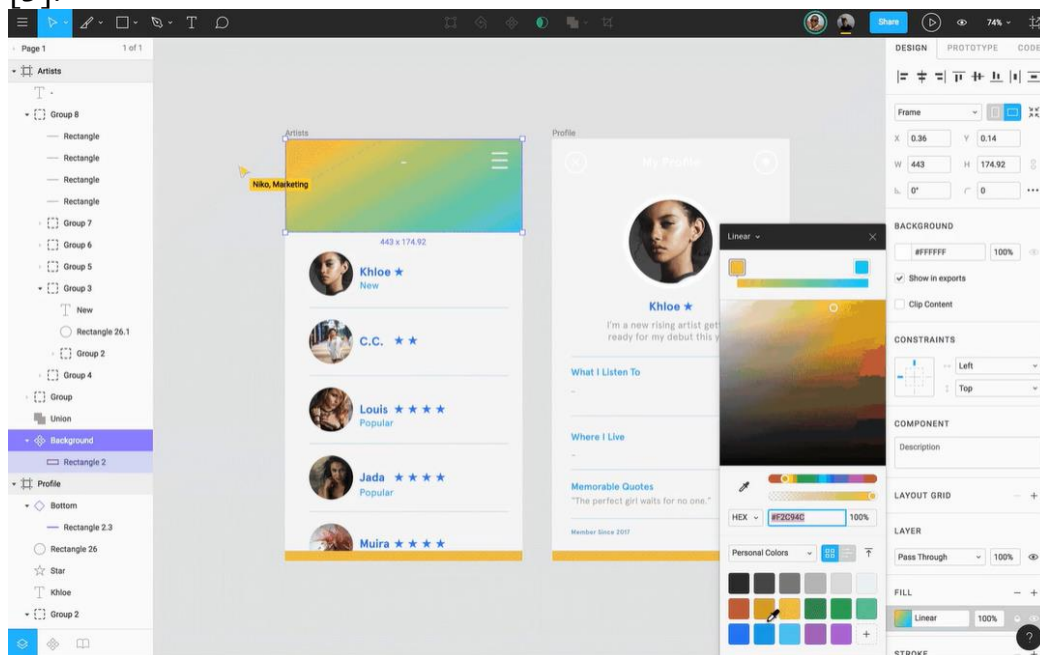 [3].
T
Share
74%
Page 1
1 of 1
DESIGN PROTOTYPE CODE
Artists
T -
Group 8
Rectangle
Rectangle
Rectangle
Rectangle
Group 7
Group 6
Group 5
Group 3
T New
Rectangle 26.1
Group 2
Group 4
Group
Union
Background
Rectangle 2
Profile
Bottom
Rectangle 2.3
Rectangle 26
Star
T Khloe
Group 2
Artists
-
Niko, Marketing
443 x 174.92
Khloe ★
New
C.C. ★ ★
Louis ★ ★ ★ ★
Popular
Jada ★ ★ ★ ★
Popular
Muira ★ ★ ★ ★
Profile
My Profile
Khloe ★
I'm a new rising artist
ready for my debut this
What I Listen To
-
Where I Live
-
Memorable Quotes
"The perfect girl waits for no one."
Member Since 2017
Linear
HEX #F2C94C 100%
Personal Colors
+
Frame
X 0.36 Y 0.14
W 443 H 174.92
0° 0
BACKGROUND
#FFFFFF 100%
Show in exports
Clip Content
CONSTRAINTS
Left
Top
COMPONENT
Description
LAYOUT GRID
LAYER
Pass Through 100%
FILL
Linear 100%
?
STROKE